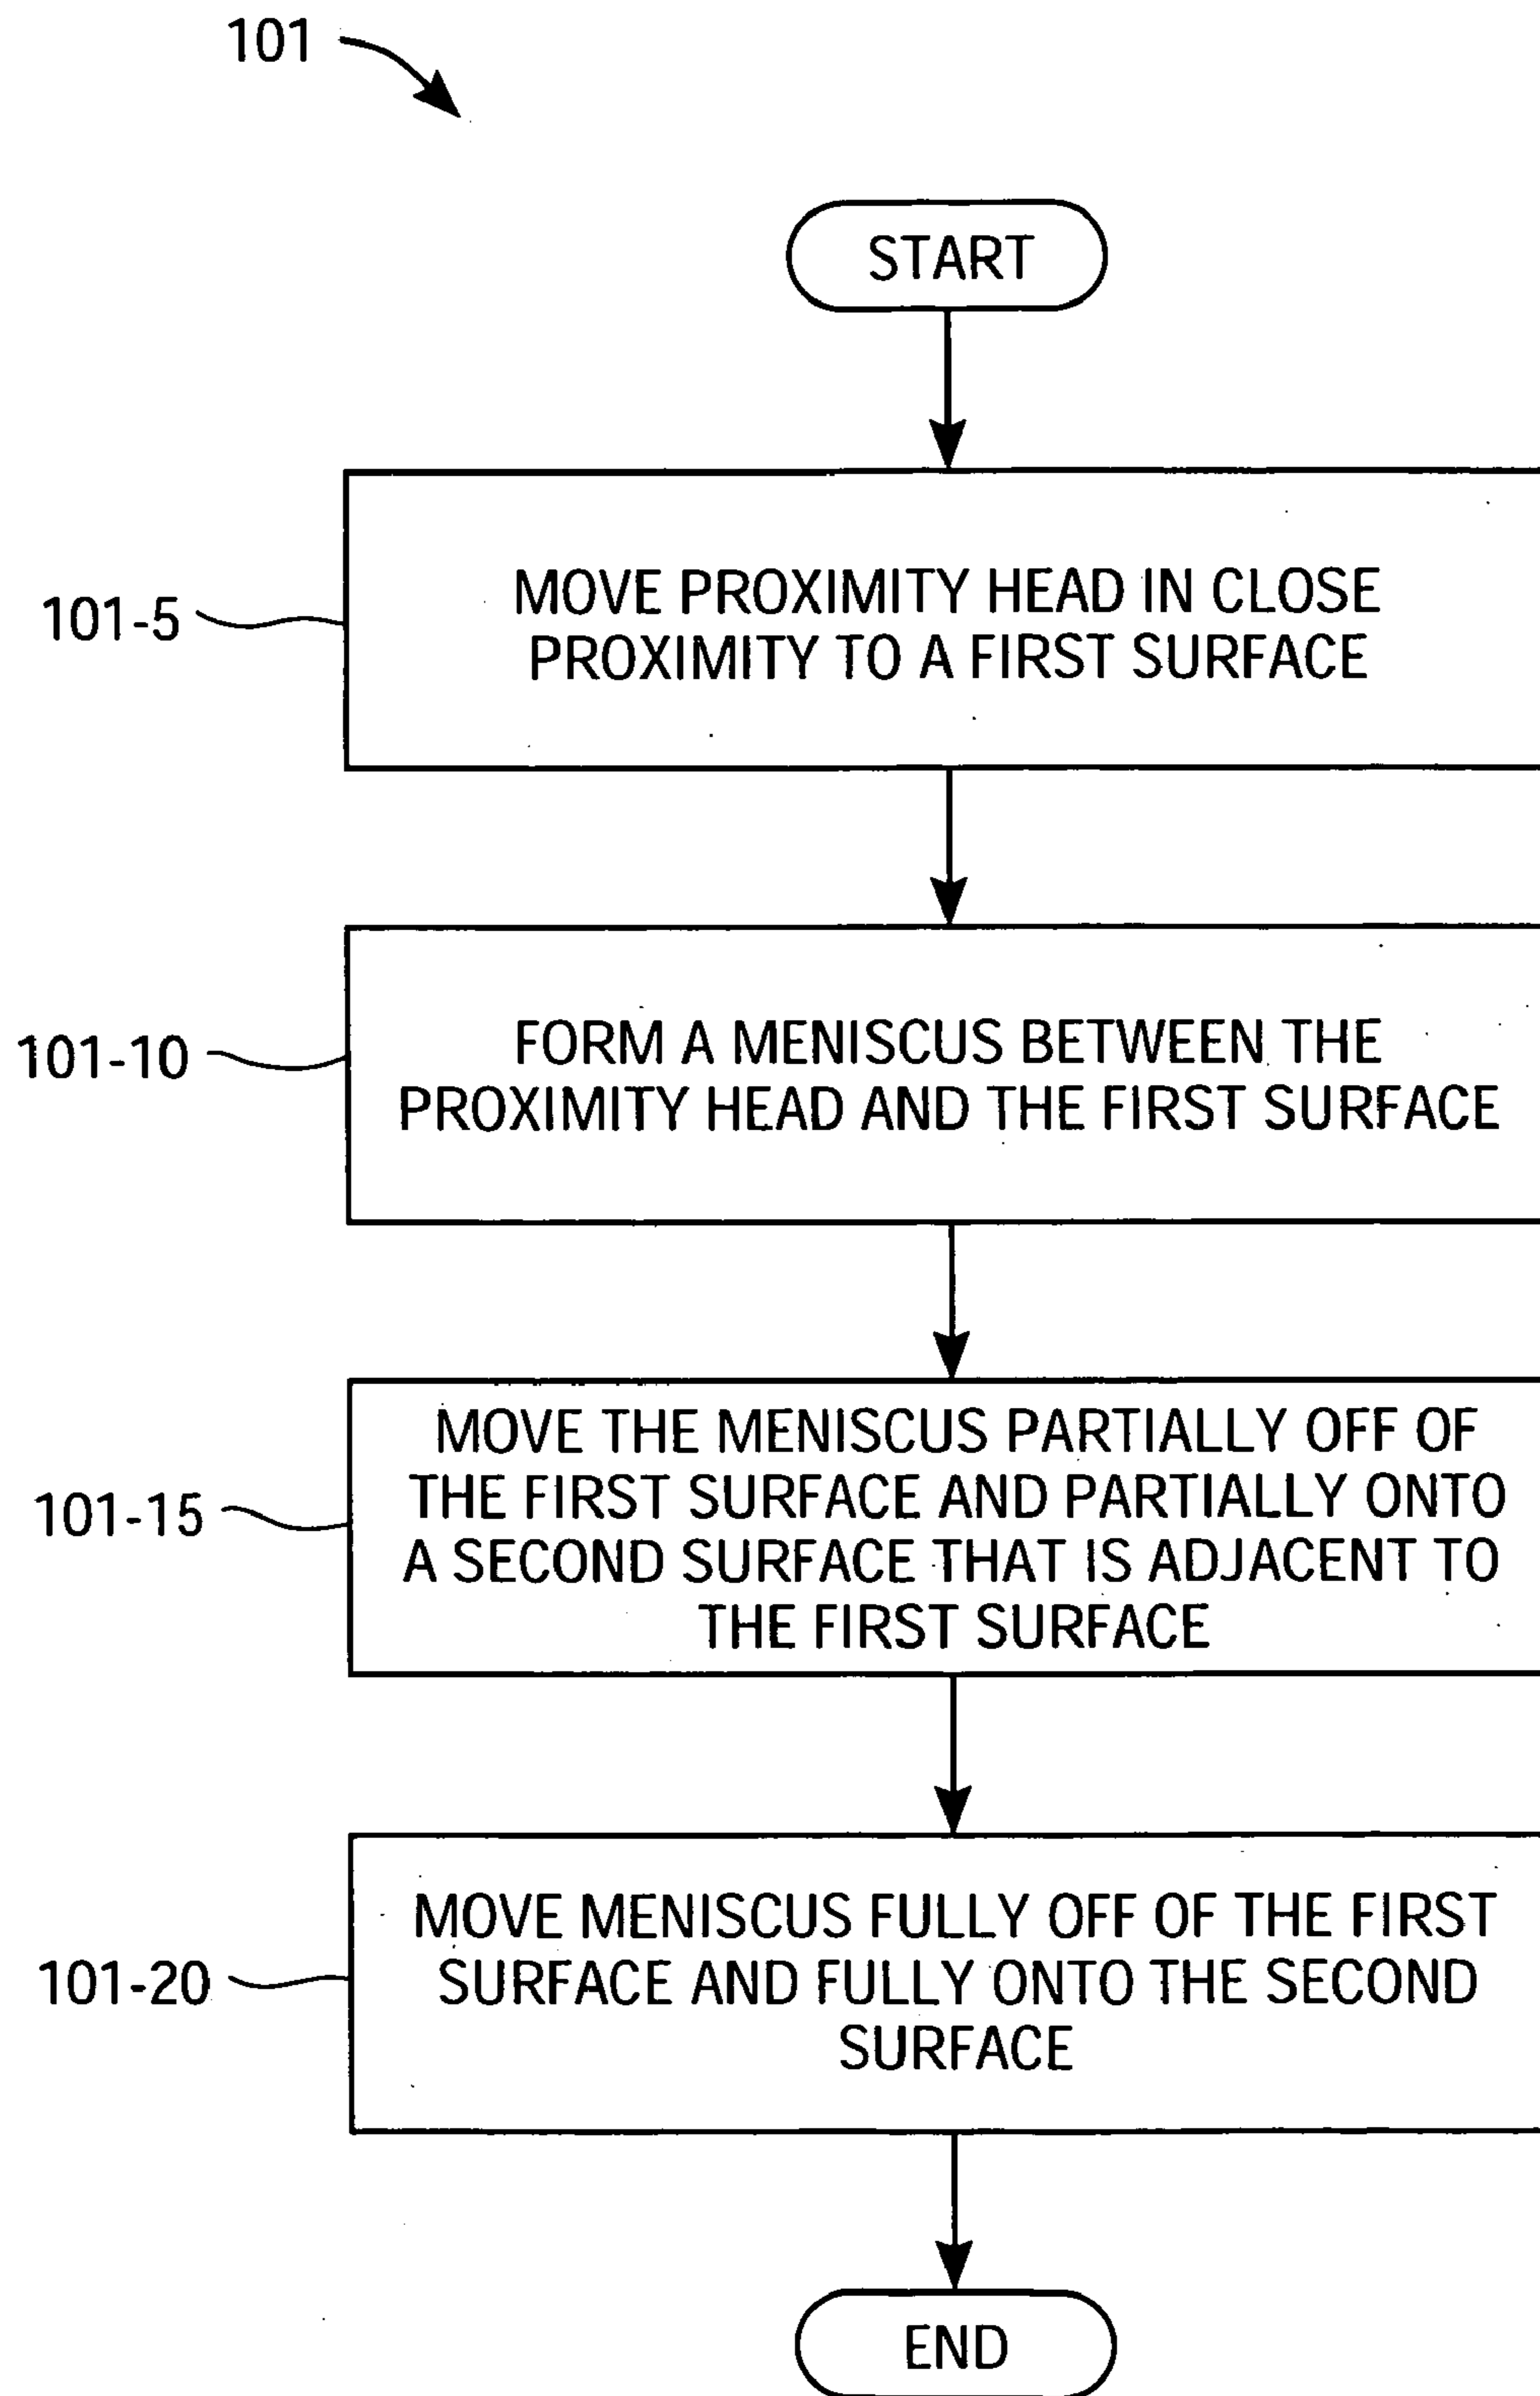 101
START
101-5
MOVE PROXIMITY HEAD IN CLOSE
PROXIMITY TO A FIRST SURFACE
101-10
FORM A MENISCUS BETWEEN THE
PROXIMITY HEAD AND THE FIRST SURFACE
101-15
MOVE THE MENISCUS PARTIALLY OFF OF
THE FIRST SURFACE AND PARTIALLY ONTO
A SECOND SURFACE THAT IS ADJACENT TO
THE FIRST SURFACE
101-20
MOVE MENISCUS FULLY OFF OF THE FIRST
SURFACE AND FULLY ONTO THE SECOND
SURFACE
END